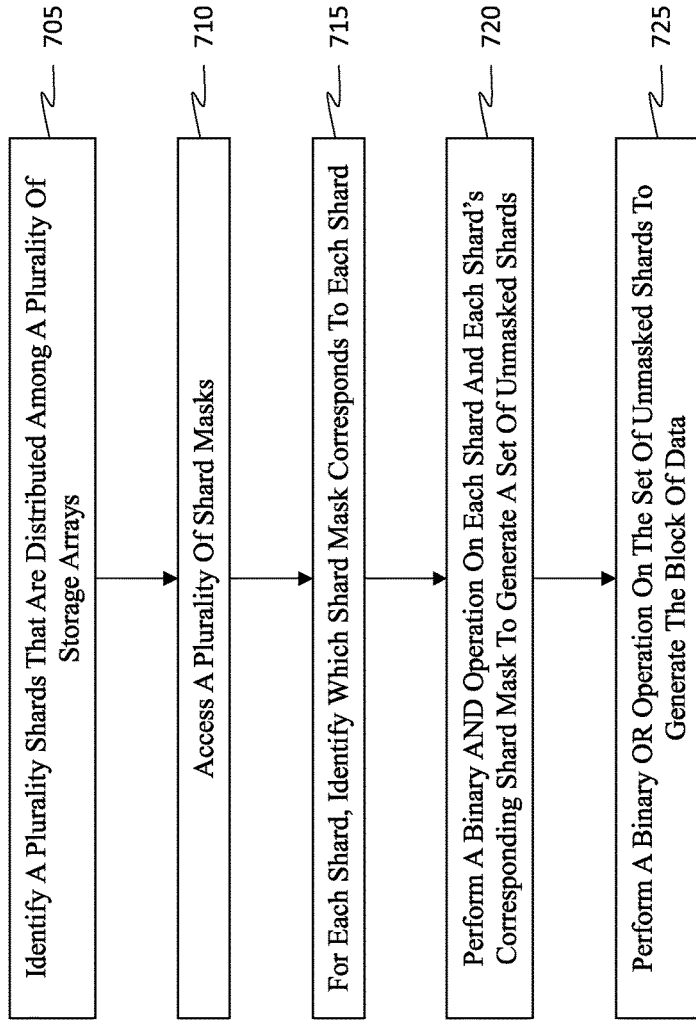 Identify A Plurality Shards That Are Distributed Among A Plurality Of
Storage Arrays
705
Access A Plurality Of Shard Masks
710
For Each Shard, Identify Which Shard Mask Corresponds To Each Shard
715
Perform A Binary AND Operation On Each Shard And Each Shard's
Corresponding Shard Mask To Generate A Set Of Unmasked Shards
720
Perform A Binary OR Operation On The Set Of Unmasked Shards To
Generate The Block Of Data
725